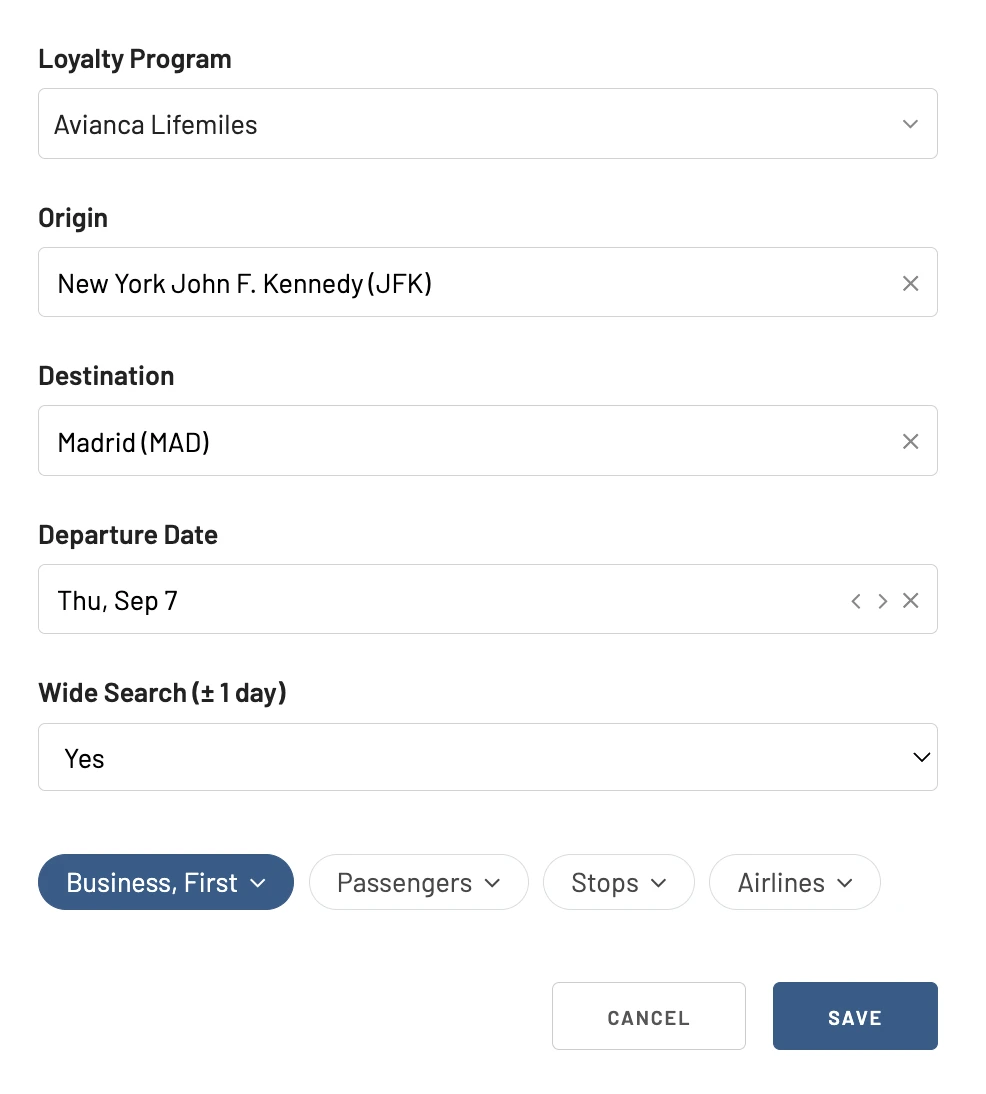 Loyalty Program
Avianca Lifemiles
Origin
New York John F. Kennedy (JFK)
Destination
Madrid (MAD)
Departure Date
Thu, Sep 7
Wide Search (± 1 day)
Yes
Business, First Passengers Stops Airlines
CANCEL SAVE